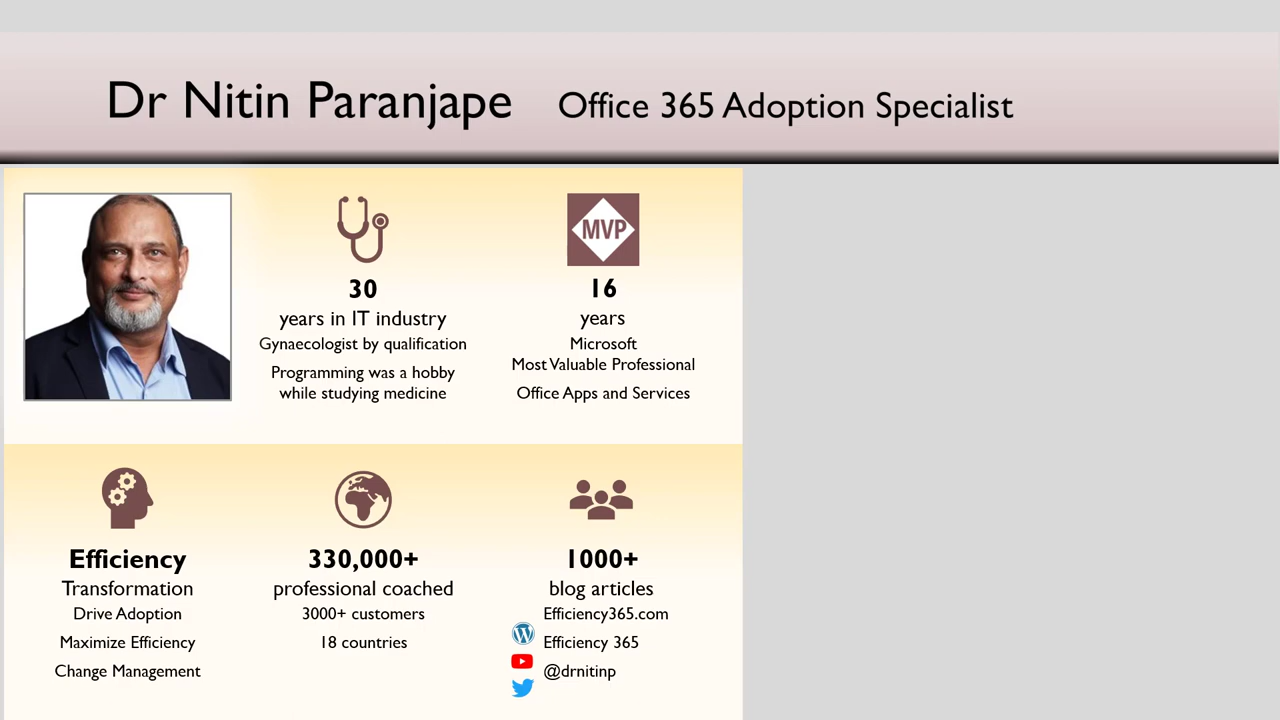 Dr Nitin Paranjape Office 365 Adoption Specialist
30
years in IT industry
Gynaecologist by qualification
Programming was a hobby
while studying medicine
MVP
16
years
Microsoft
Most Valuable Professional
Office Apps and Services
Efficiency
Transformation
Drive Adoption
Maximize Efficiency
Change Management
330,000+
professional coached
3000+ customers
18 countries
1000+
blog articles
Efficiency365.com
Efficiency 365
@drnitinp